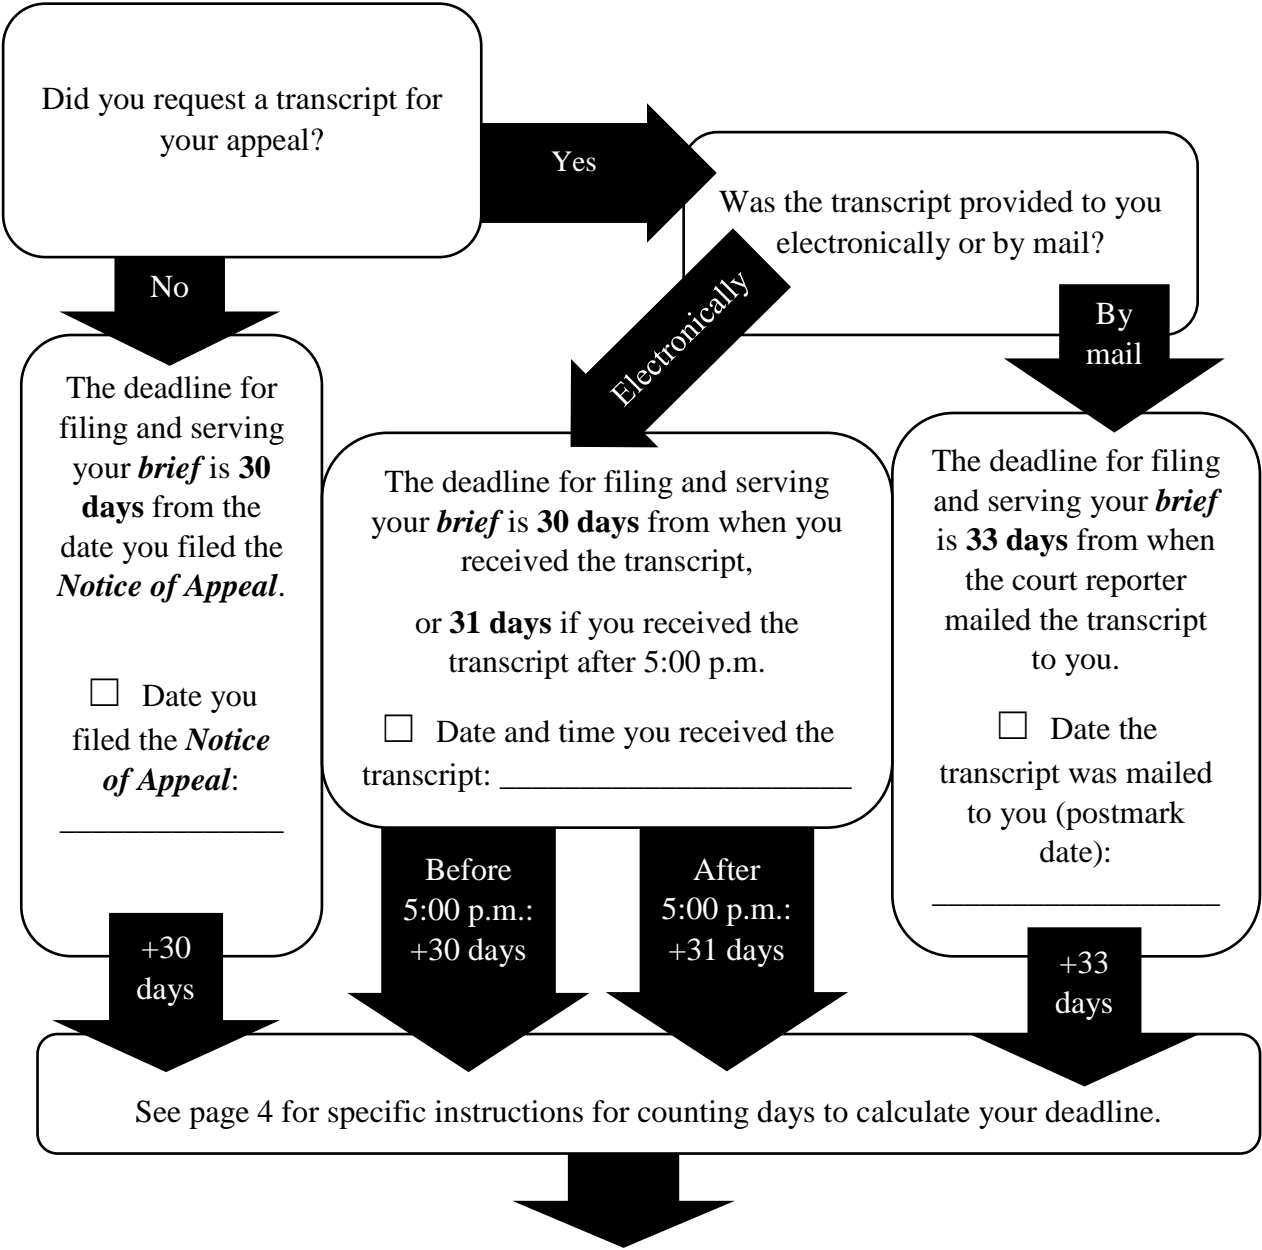 Did you request a transcript for
your appeal?
Yes
Was the transcript provided to you
electronically or by mail?
No
Electronically
By
mail
The deadline for
filing and serving
your brief is 30
days from the
date you filed the
Notice of Appeal.
☐ Date you
filed the Notice
of Appeal:
______________
The deadline for filing and serving
your brief is 30 days from when you
received the transcript,
or 31 days if you received the
transcript after 5:00 p.m.
☐ Date and time you received the
transcript: ______________________
The deadline for filing
and serving your brief
is 33 days from when
the court reporter
mailed the transcript
to you.
☐ Date the
transcript was mailed
to you (postmark
date):
__________________
+30
days
Before
5:00 p.m.:
+30 days
After
5:00 p.m.:
+31 days
+33
days
See page 4 for specific instructions for counting days to calculate your deadline.